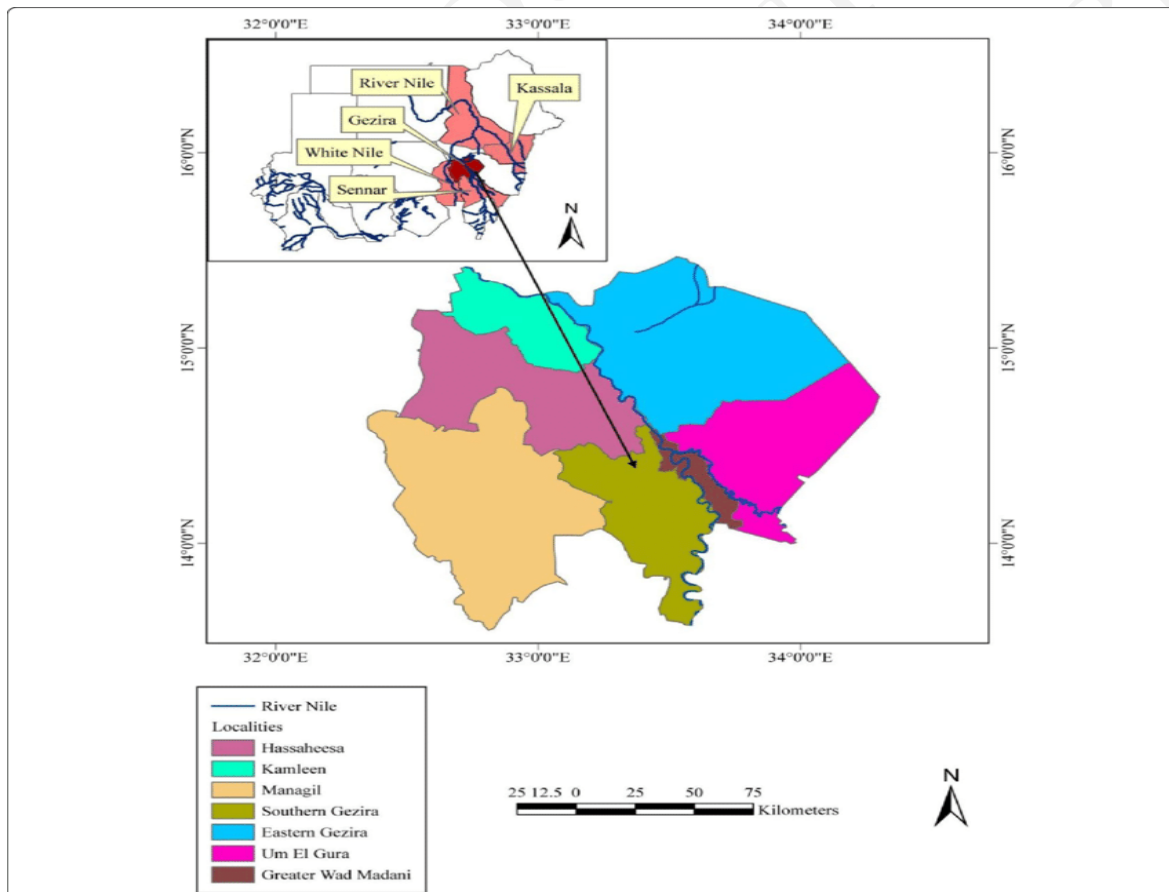 32°0'0"E 33°0'0"E 34°0'0"E
River Nile
Kassala
Gezira
White Nile
Sennar
N
16°0'0"N 16°0'0"N
15°0'0"N 15°0'0"N
14°0'0"N 14°0'0"N
32°0'0"E 33°0'0"E 34°0'0"E
River Nile
Localities
Hassaheesa
Kamleen
Managil
Southern Gezira
Eastern Gezira
Um El Gura
Greater Wad Madani
25 12.5 0 25 50 75
Kilometers
N